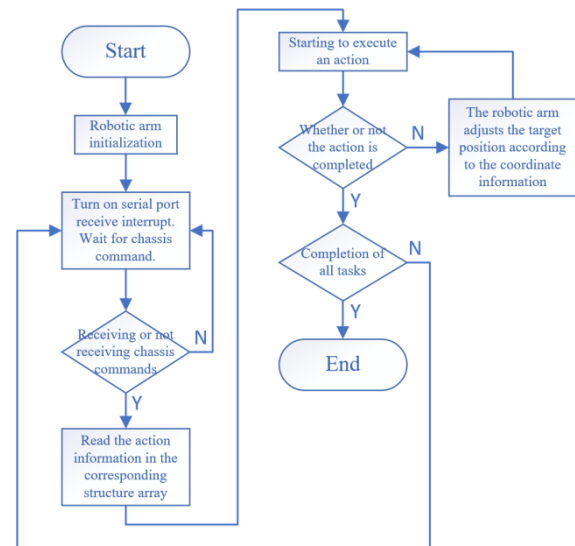 Start
Robotic arm
initialization
Turn on serial port
receive interrupt.
Wait for chassis
command.
Receiving or not
receiving chassis
commands
N
Y
Read the action
information in the
corresponding
structure array
Starting to execute
an action
Whether or not
the action is
completed
N
Y
The robotic arm
adjusts the target
position according
to the coordinate
information
Completion of
all tasks
N
Y
End